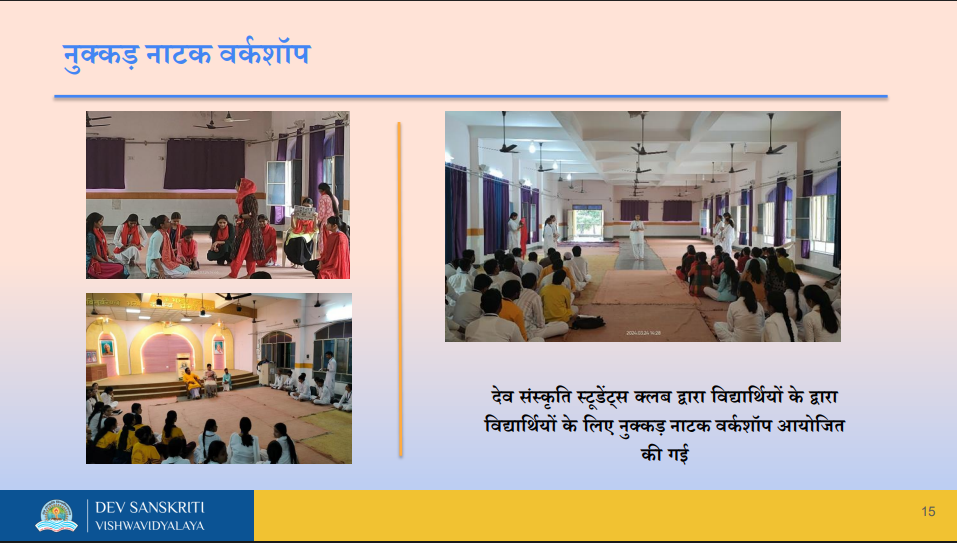 नुक्कड़ नाटक वर्कशॉप
2024.03.24 14:28
देव संस्कृति स्टूडेंट्स क्लब द्वारा विद्यार्थियों के द्वारा
विद्यार्थियों के लिए नुक्कड़ नाटक वर्कशॉप आयोजित
की गई
DEV SANSKRITI
VISHWAVIDYALAYA
15